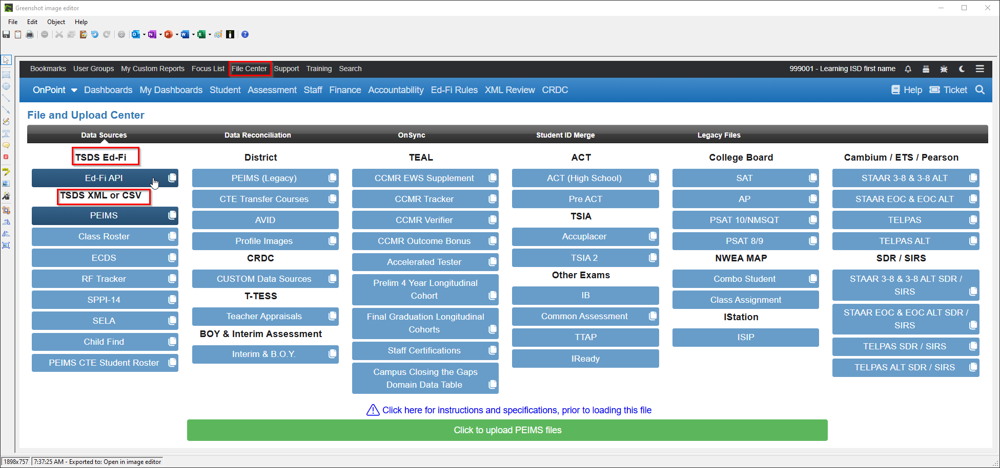 Greenshot image editor
File Edit Object Help
Bookmarks User Groups My Custom Reports Focus List File Center Support Training Search 999001 - Learning ISD first name
OnPoint Dashboards My Dashboards Student Assessment Staff Finance Accountability Ed-Fi Rules XML Review CRDC Help Ticket
File and Upload Center
Data Sources Data Reconciliation OnSync Student ID Merge Legacy Files
TSDS Ed-Fi
Ed-Fi API
TSDS XML or CSV
PEIMS
Class Roster
ECDS
RF Tracker
SPPI-14
SELA
Child Find
PEIMS CTE Student Roster
District
PEIMS (Legacy)
CTE Transfer Courses
AVID
Profile Images
CRDC
CUSTOM Data Sources
T-TESS
Teacher Appraisals
BOY & Interim Assessment
Interim & B.O.Y.
TEAL
CCMR EWS Supplement
CCMR Tracker
CCMR Verifier
CCMR Outcome Bonus
Accelerated Tester
Prelim 4 Year Longitudinal
Cohort
Final Graduation Longitudinal
Cohorts
Staff Certifications
Campus Closing the Gaps
Domain Data Table
ACT
ACT (High School)
Pre ACT
TSIA
Accuplacer
TSIA 2
Other Exams
IB
Common Assessment
TTAP
IReady
College Board
SAT
AP
PSAT 10/NMSQT
PSAT 8/9
NWEA MAP
Combo Student
Class Assignment
IStation
ISIP
Cambium / ETS / Pearson
STAAR 3-8 & 3-8 ALT
STAAR EOC & EOC ALT
TELPAS
TELPAS ALT
SDR / SIRS
STAAR 3-8 & 3-8 ALT SDR /
SIRS
STAAR EOC & EOC ALT SDR /
SIRS
TELPAS SDR / SIRS
TELPAS ALT SDR / SIRS
Click here for instructions and specifications, prior to loading this file
Click to upload PEIMS files
1898x757 7:37:25 AM - Exported to: Open in image editor